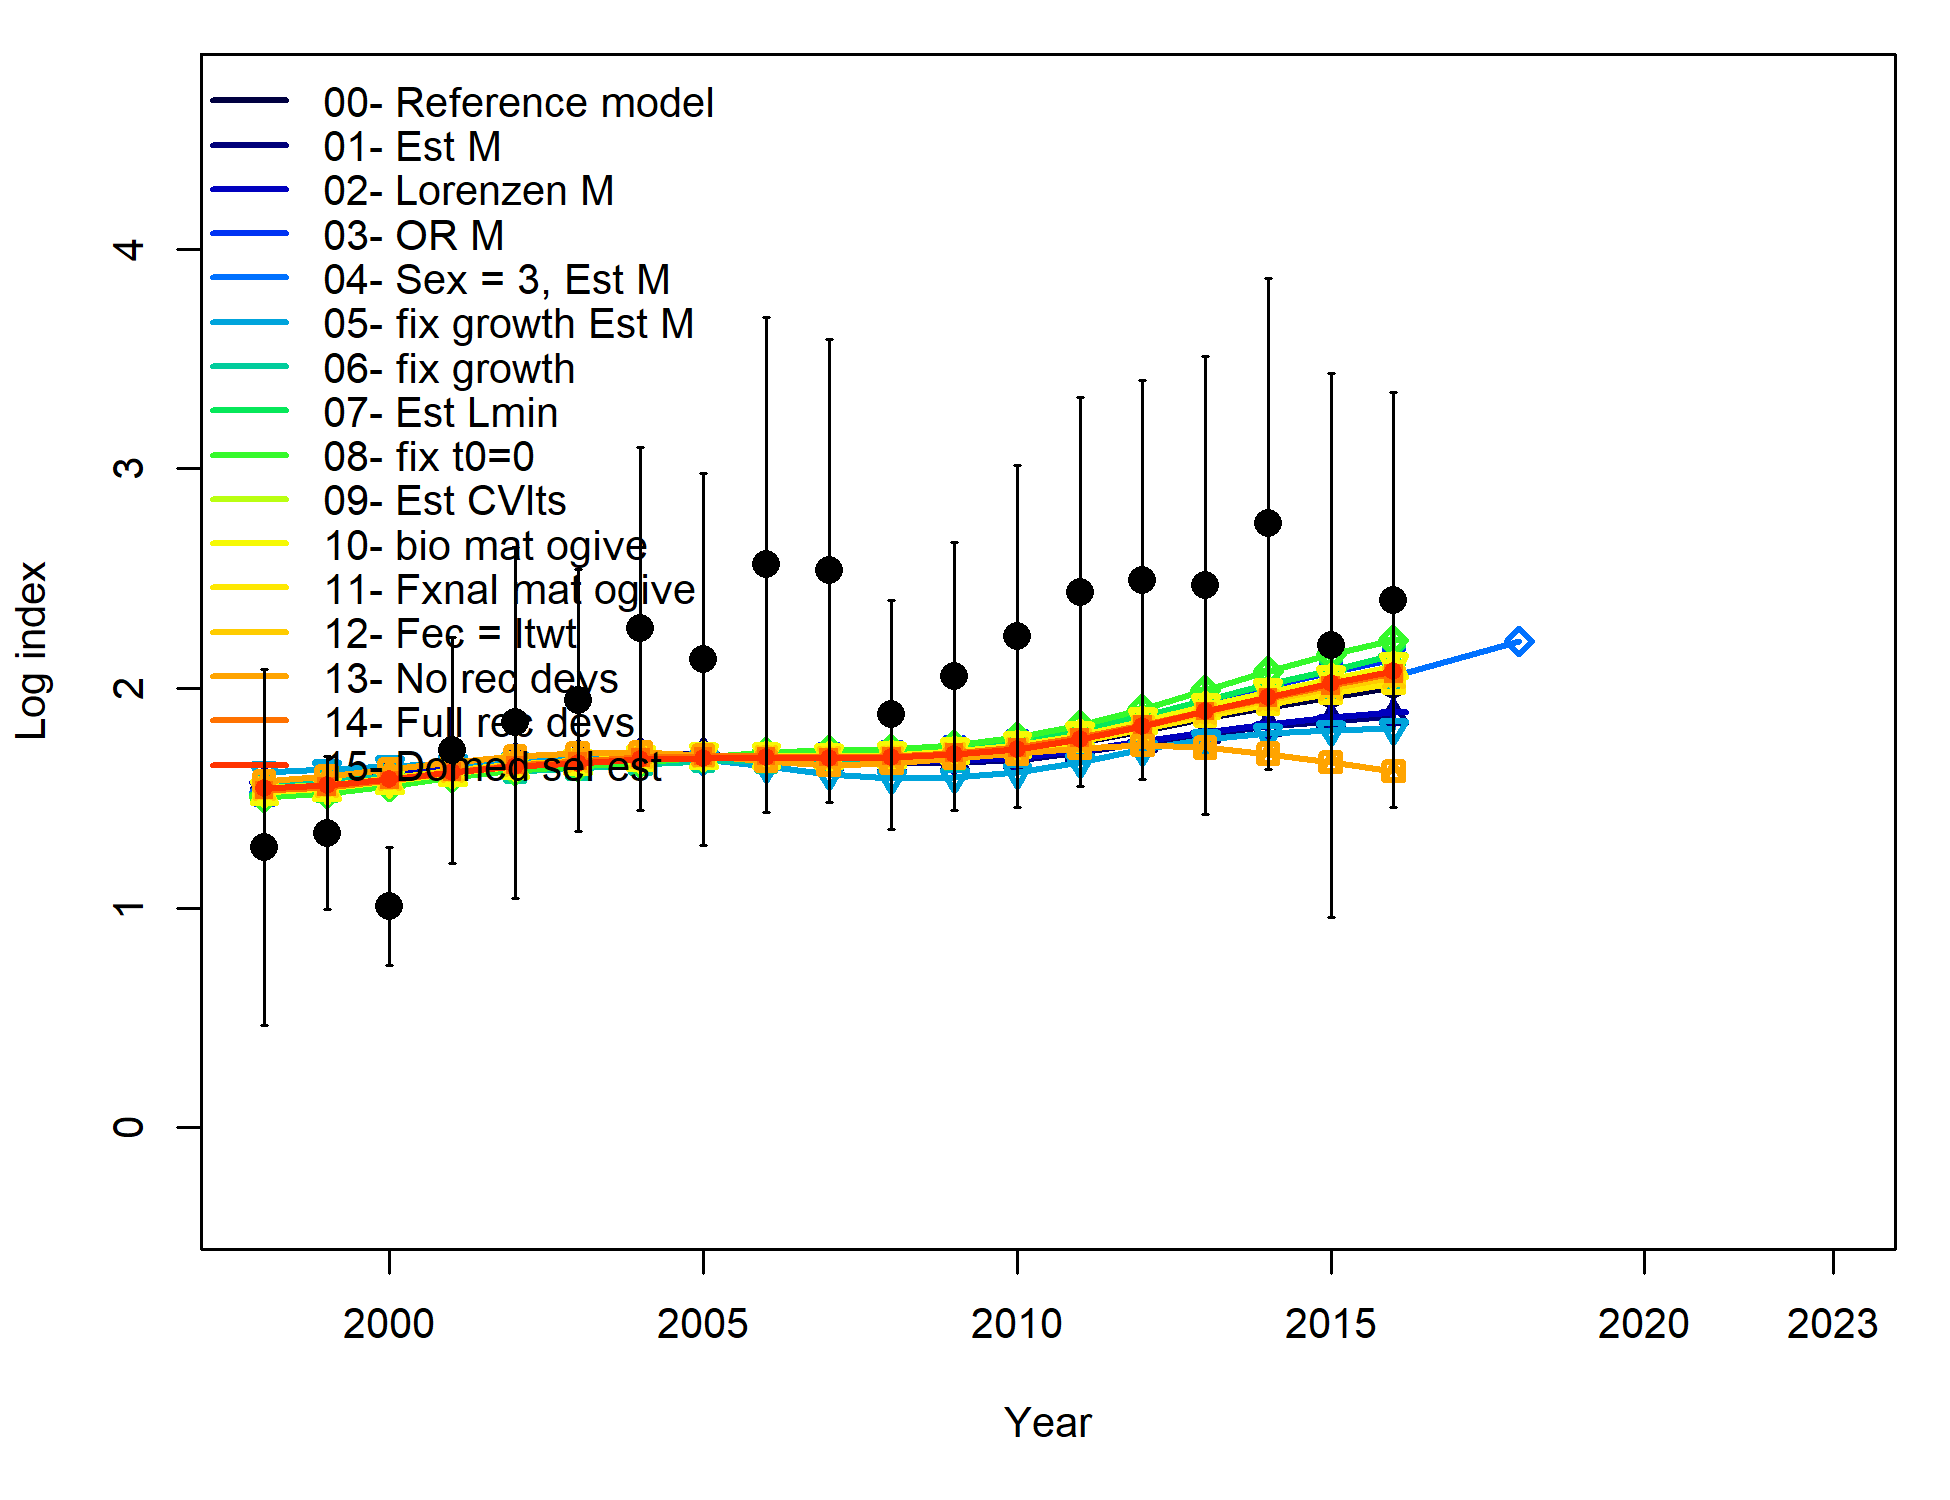 00- Reference model
01- Est M
02- Lorenzen M
03- OR M
04- Sex = 3, Est M
05- fix growth Est M
06- fix growth
07- Est Lmin
08- fix t0=0
09- Est CVlts
10- bio mat ogive
11- Fxnal mat ogive
12- Fec = ltwt
13- No rec devs
14- Full rec devs
15- Domed sel est
Log index
4
3
2
1
0
2000 2005 2010 2015 2020 2023
Year